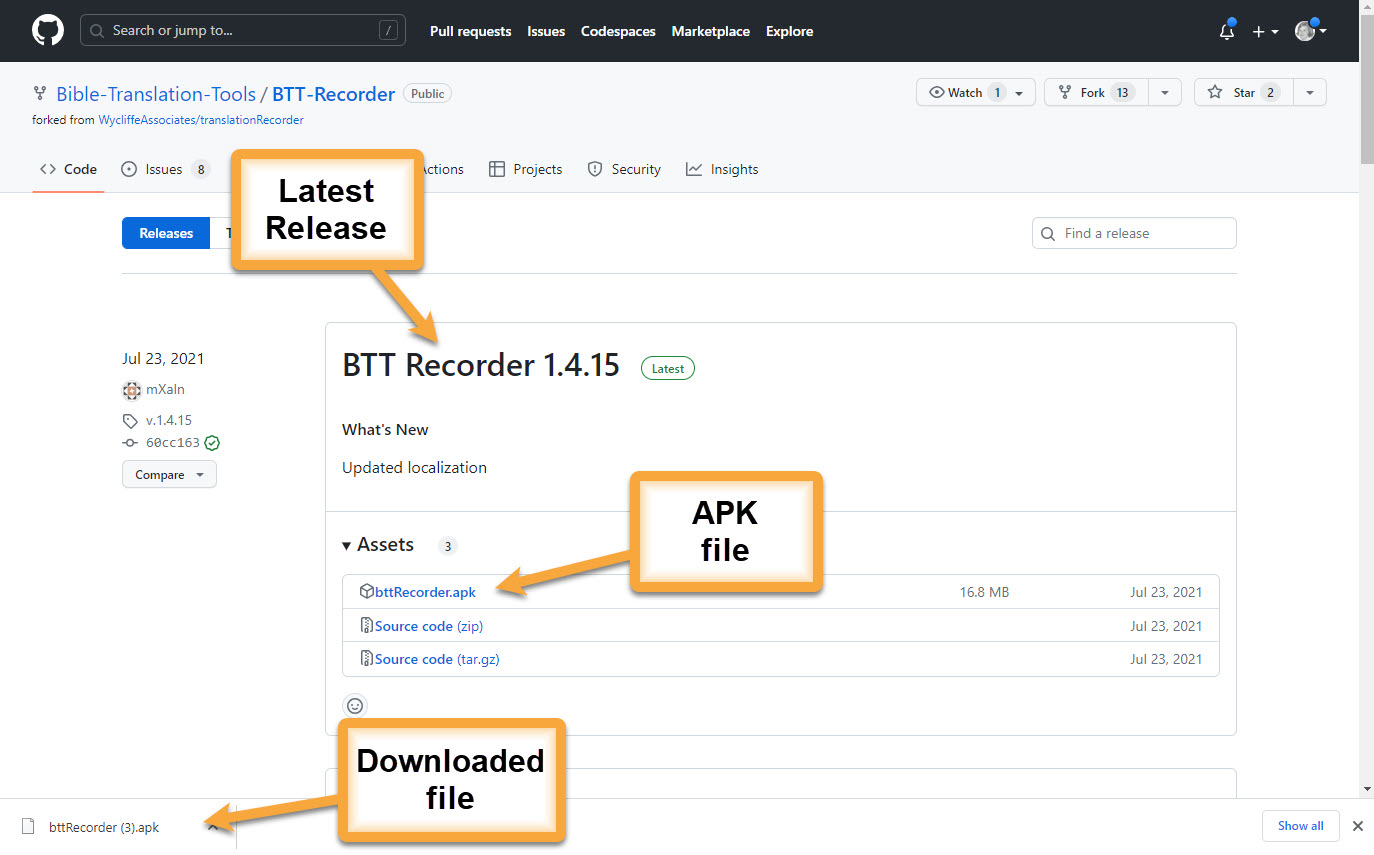 Search or jump to... /
Pull requests Issues Codespaces Marketplace Explore
Bible-Translation-Tools / BTT-Recorder Public
Watch 1
Fork 13
Star 2
forked from WycliffeAssociates/translationRecorder
Code
Issues 8
Actions
Projects
Security
Insights
Latest
Release
Releases
T
Find a release
Jul 23, 2021
mXaln
v.1.4.15
60cc163
Compare
BTT Recorder 1.4.15 Latest
What's New
Updated localization
APK
file
Assets 3
bttRecorder.apk 16.8 MB Jul 23, 2021
Source code (zip) Jul 23, 2021
Source code (tar.gz) Jul 23, 2021
Downloaded
file
bttRecorder (3).apk
Show all